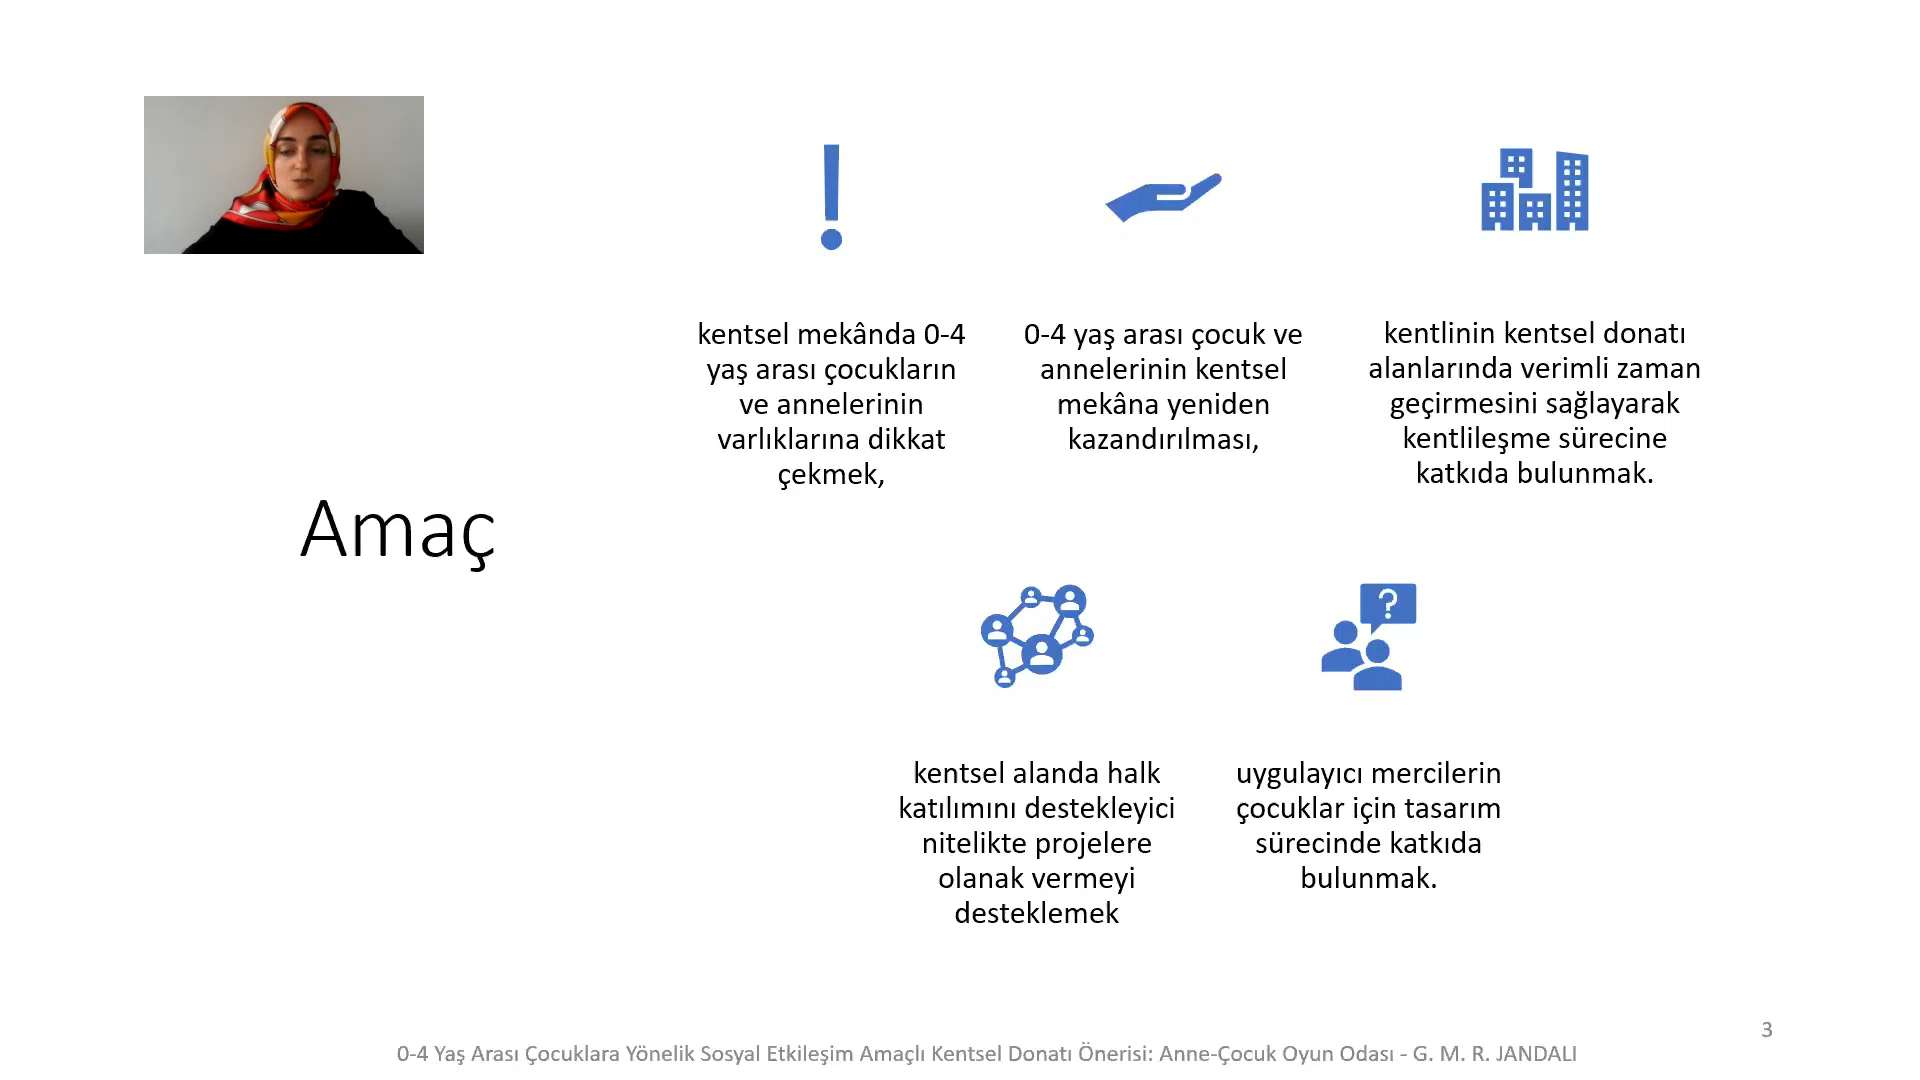 Amaç
kentsel mekânda 0-4
yaş arası çocukların
ve annelerinin
varlıklarına dikkat
çekmek,
0-4 yaş arası çocuk ve
annelerinin kentsel
mekâna yeniden
kazandırılması,
kentlinin kentsel donatı
alanlarında verimli zaman
geçirmesini sağlayarak
kentlileşme sürecine
katkıda bulunmak.
kentsel alanda halk
katılımını destekleyici
nitelikte projelere
olanak vermeyi
desteklemek
?
uygulayıcı mercilerin
çocuklar için tasarım
sürecinde katkıda
bulunmak.
3
0-4 Yaş Arası Çocuklara Yönelik Sosyal Etkileşim Amaçlı Kentsel Donatı Önerisi: Anne-Çocuk Oyun Odası - G. M. R. JANDALI